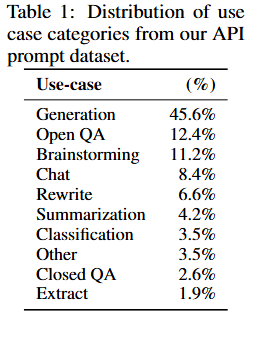 Table 1: Distribution of use
case categories from our API
prompt dataset.
Use-case (%)
Generation 45.6%
Open QA 12.4%
Brainstorming 11.2%
Chat 8.4%
Rewrite 6.6%
Summarization 4.2%
Classification 3.5%
Other 3.5%
Closed QA 2.6%
Extract 1.9%